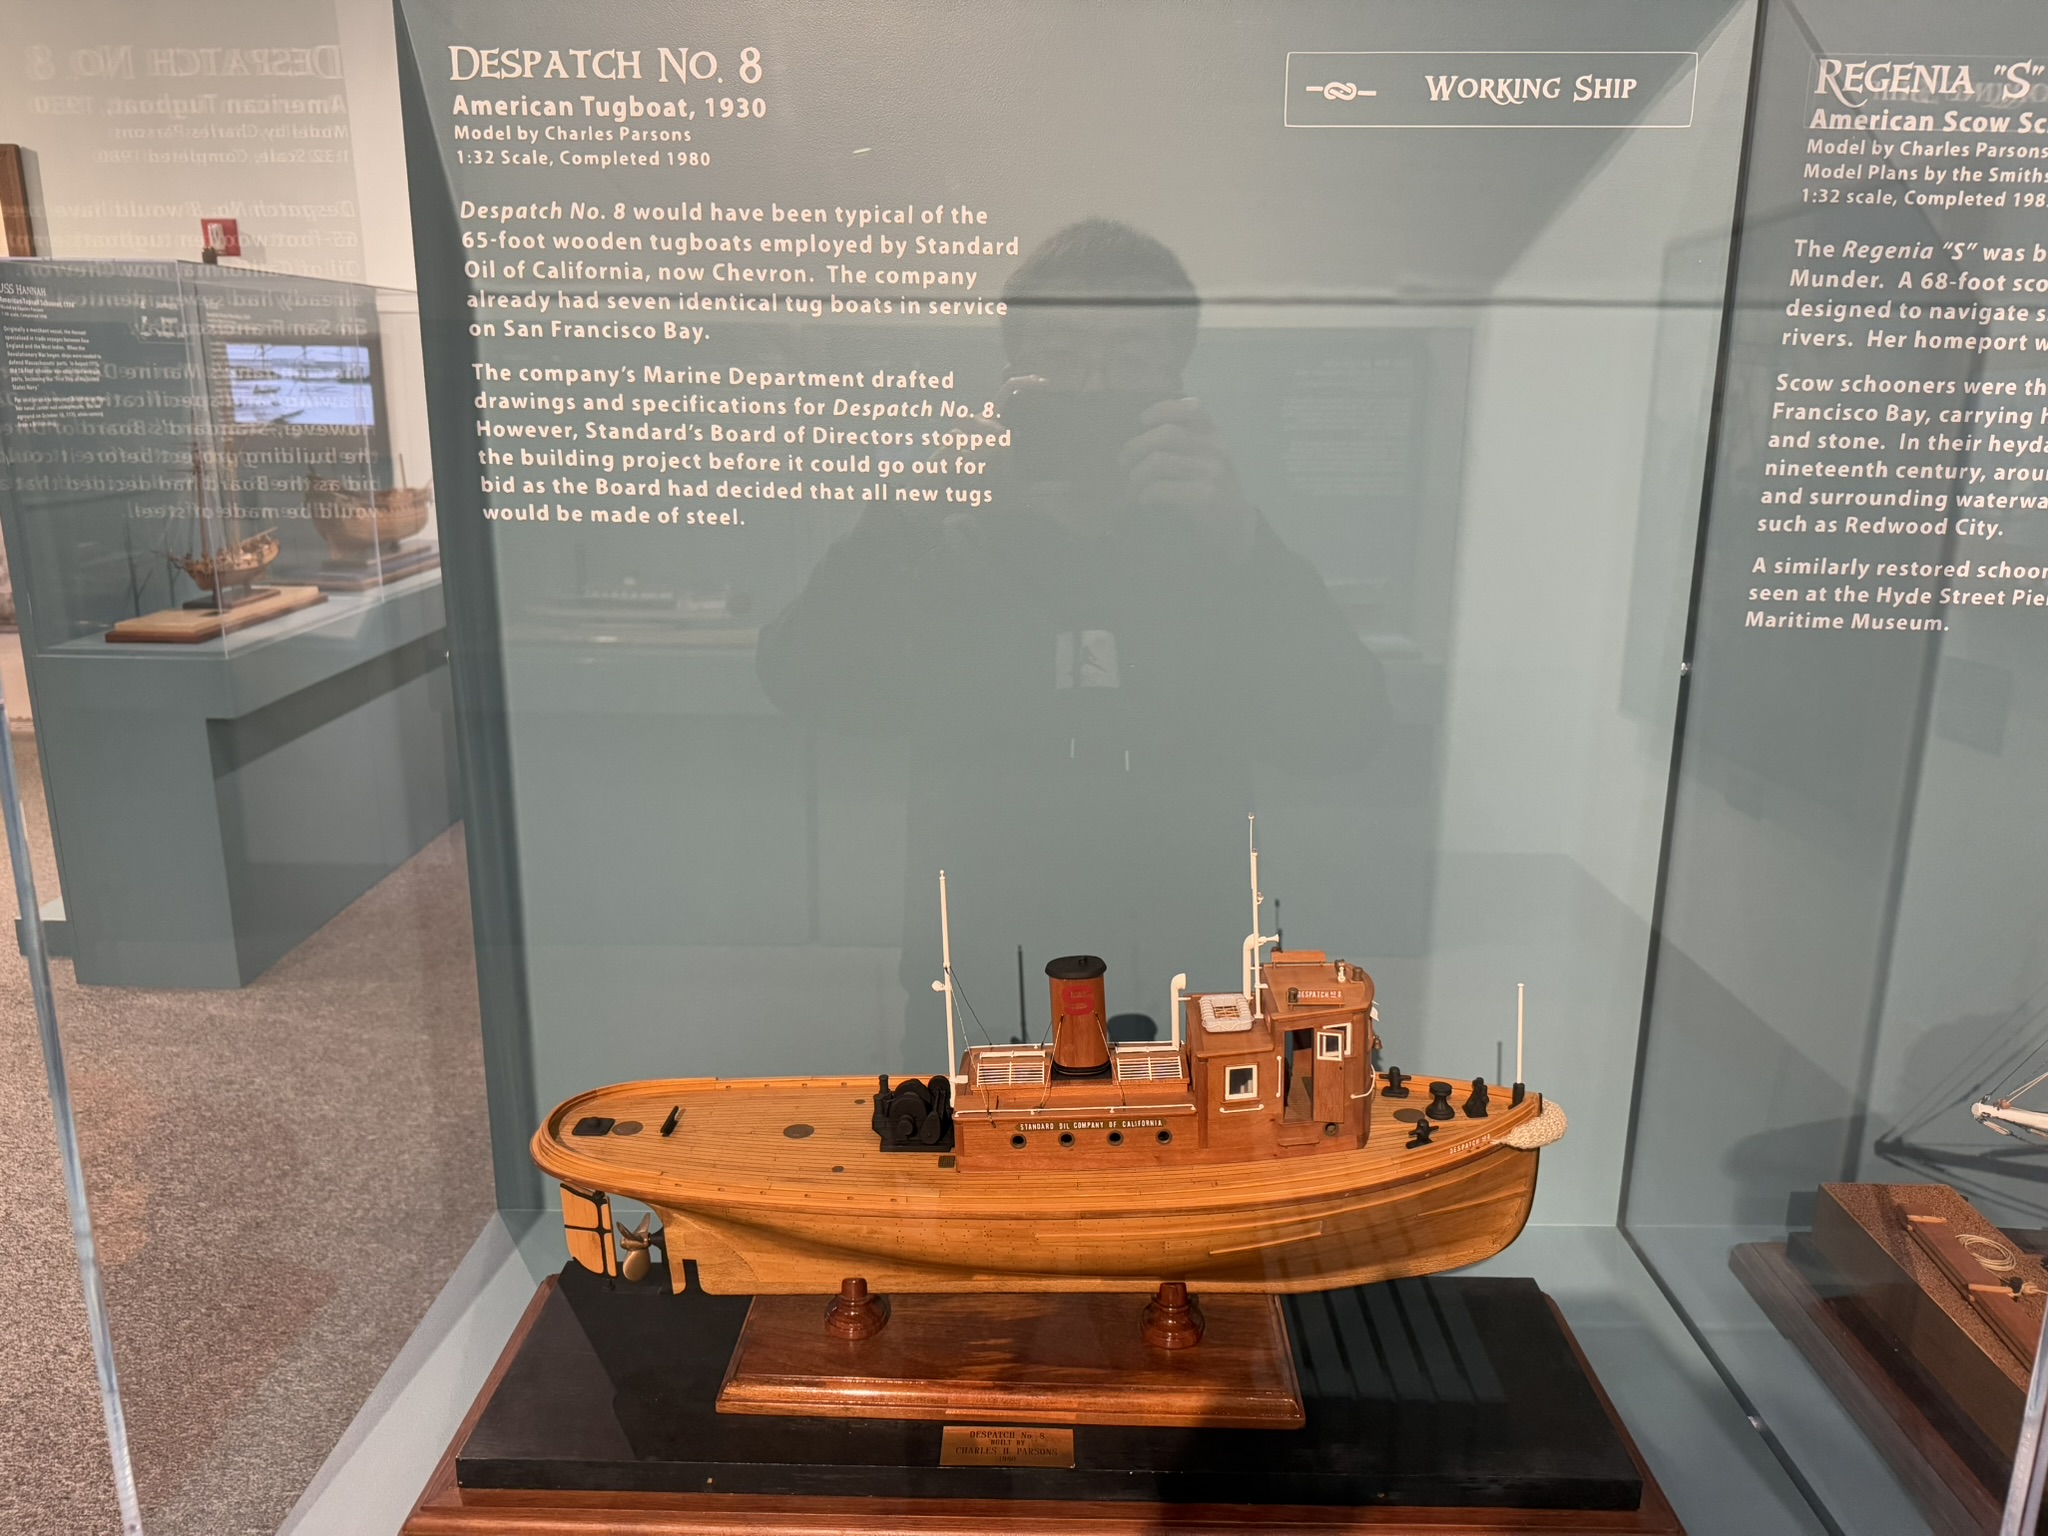 DESPATCH NO. 8
American Tugboat, 1930
Model by Charles Parsons
1:32 Scale, Completed 1980
Despatch No. 8 would have been typical of the
65-foot wooden tugboats employed by Standard
Oil of California, now Chevron. The company
already had seven identical tug boats in service
on San Francisco Bay.
The company's Marine Department drafted
drawings and specifications for Despatch No. 8.
However, Standard's Board of Directors stopped
the building project before it could go out for
bid as the Board had decided that all new tugs
would be made of steel.
WORKING SHIP
REGENIA "S"
American Scow Sc
Model by Charles Parsons
Model Plans by the Smiths
1:32 scale, Completed 198
The Regenia "S" was b
Munder. A 68-foot sco
designed to navigate s
rivers. Her homeport w
Scow schooners were th
Francisco Bay, carrying h
and stone. In their heyda
nineteenth century, arou
and surrounding waterwa
such as Redwood City.
A similarly restored schoon
seen at the Hyde Street Pie
Maritime Museum.
USS HANNAH
DESPATCH No 8
STANDARD OIL COMPANY OF CALIFORNIA
DESPATCH No 8
DESPATCH No 8
BUILT BY
CHARLES H. PARSONS
1980